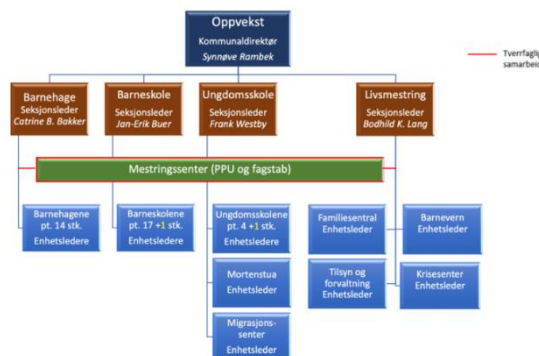 Oppvekst
Kommunaldirektør
Synnøve Rambek
Tverrfaglig
samarbeid
Barnehage
Seksjonsleder
Catrine B. Bakker
Barneskole
Seksjonsleder
Jan-Erik Buer
Ungdomsskole
Seksjonsleder
Frank Westby
Livsmestring
Seksjonsleder
Bodhild K. Lang
Mestringssenter (PPU og fagstab)
Barnehagene
pt. 14 stk.
Enhetsledere
Barneskolene
pt. 17 +1 stk.
Enhetsledere
Ungdomsskolene
pt. 4 +1 stk.
Enhetsledere
Familiesentral
Enhetsleder
Barnevern
Enhetsleder
Mortenstua
Enhetsleder
Tilsyn og
forvaltning
Enhetsleder
Krisesenter
Enhetsleder
Migrasjons-
senter
Enhetsleder